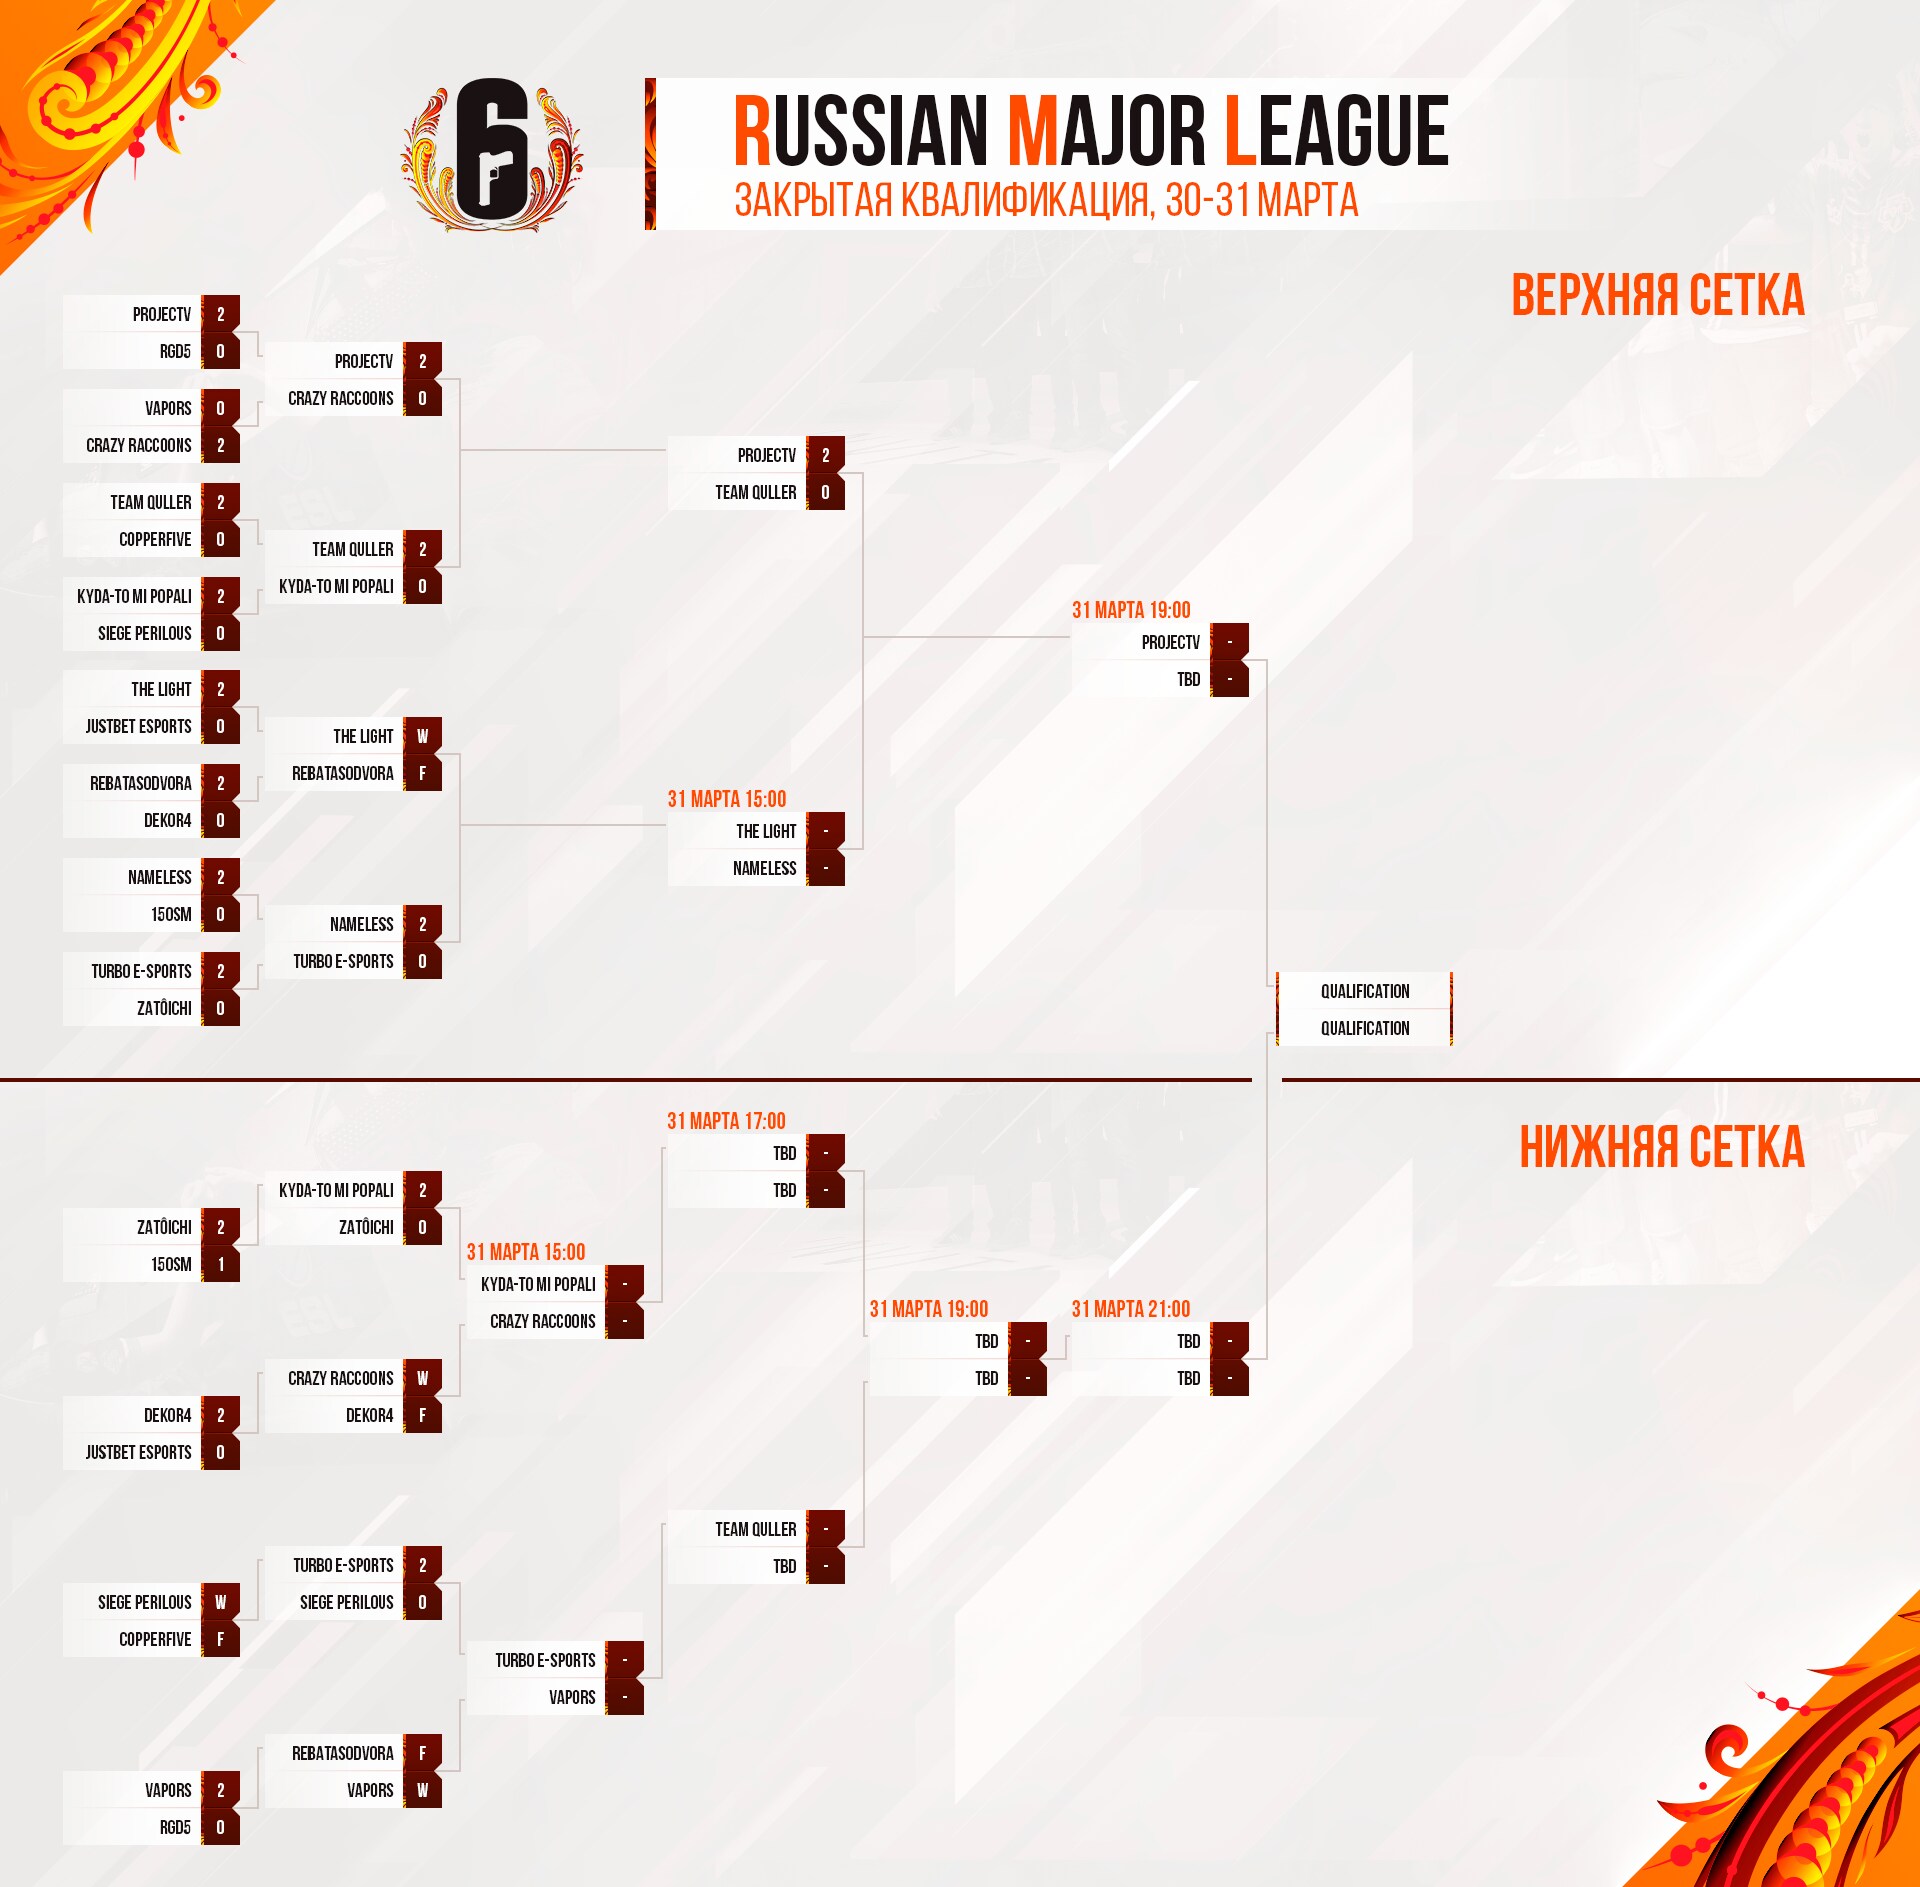 RUSSIAN MAJOR LEAGUE
ЗАКРЫТАЯ КВАЛИФИКАЦИЯ, 30-31 МАРТА
ВЕРХНЯЯ СЕТКА
PROJECTV 2
RGD5 0
VAPORS 0
CRAZY RACCOONS 2
TEAM QULLER 2
COPPERFIVE 0
KYDA-TO MI POPALI 2
SIEGE PERILOUS 0
THE LIGHT 2
JUSTBET ESPORTS 0
REBATASODVORA 2
DEKOR4 0
NAMELESS 2
150SM 0
TURBO E-SPORTS 2
ZATÔICHI 0
PROJECTV 2
CRAZY RACCOONS 0
TEAM QULLER 2
KYDA-TO MI POPALI 0
THE LIGHT W
REBATASODVORA F
NAMELESS 2
TURBO E-SPORTS 0
PROJECTV 2
TEAM QULLER 0
31 МАРТА 15:00
THE LIGHT -
NAMELESS -
31 МАРТА 19:00
PROJECTV -
TBD -
QUALIFICATION
QUALIFICATION
НИЖНЯЯ СЕТКА
ZATÔICHI 2
150SM 1
DEKOR4 2
JUSTBET ESPORTS 0
SIEGE PERILOUS W
COPPERFIVE F
VAPORS 2
RGD5 0
KYDA-TO MI POPALI 2
ZATÔICHI 0
CRAZY RACCOONS W
DEKOR4 F
TURBO E-SPORTS 2
SIEGE PERILOUS 0
REBATASODVORA F
VAPORS W
31 МАРТА 15:00
KYDA-TO MI POPALI -
CRAZY RACCOONS -
TURBO E-SPORTS -
VAPORS -
31 МАРТА 17:00
TBD -
TBD -
TEAM QULLER -
TBD -
31 МАРТА 19:00
TBD -
TBD -
31 МАРТА 21:00
TBD -
TBD -